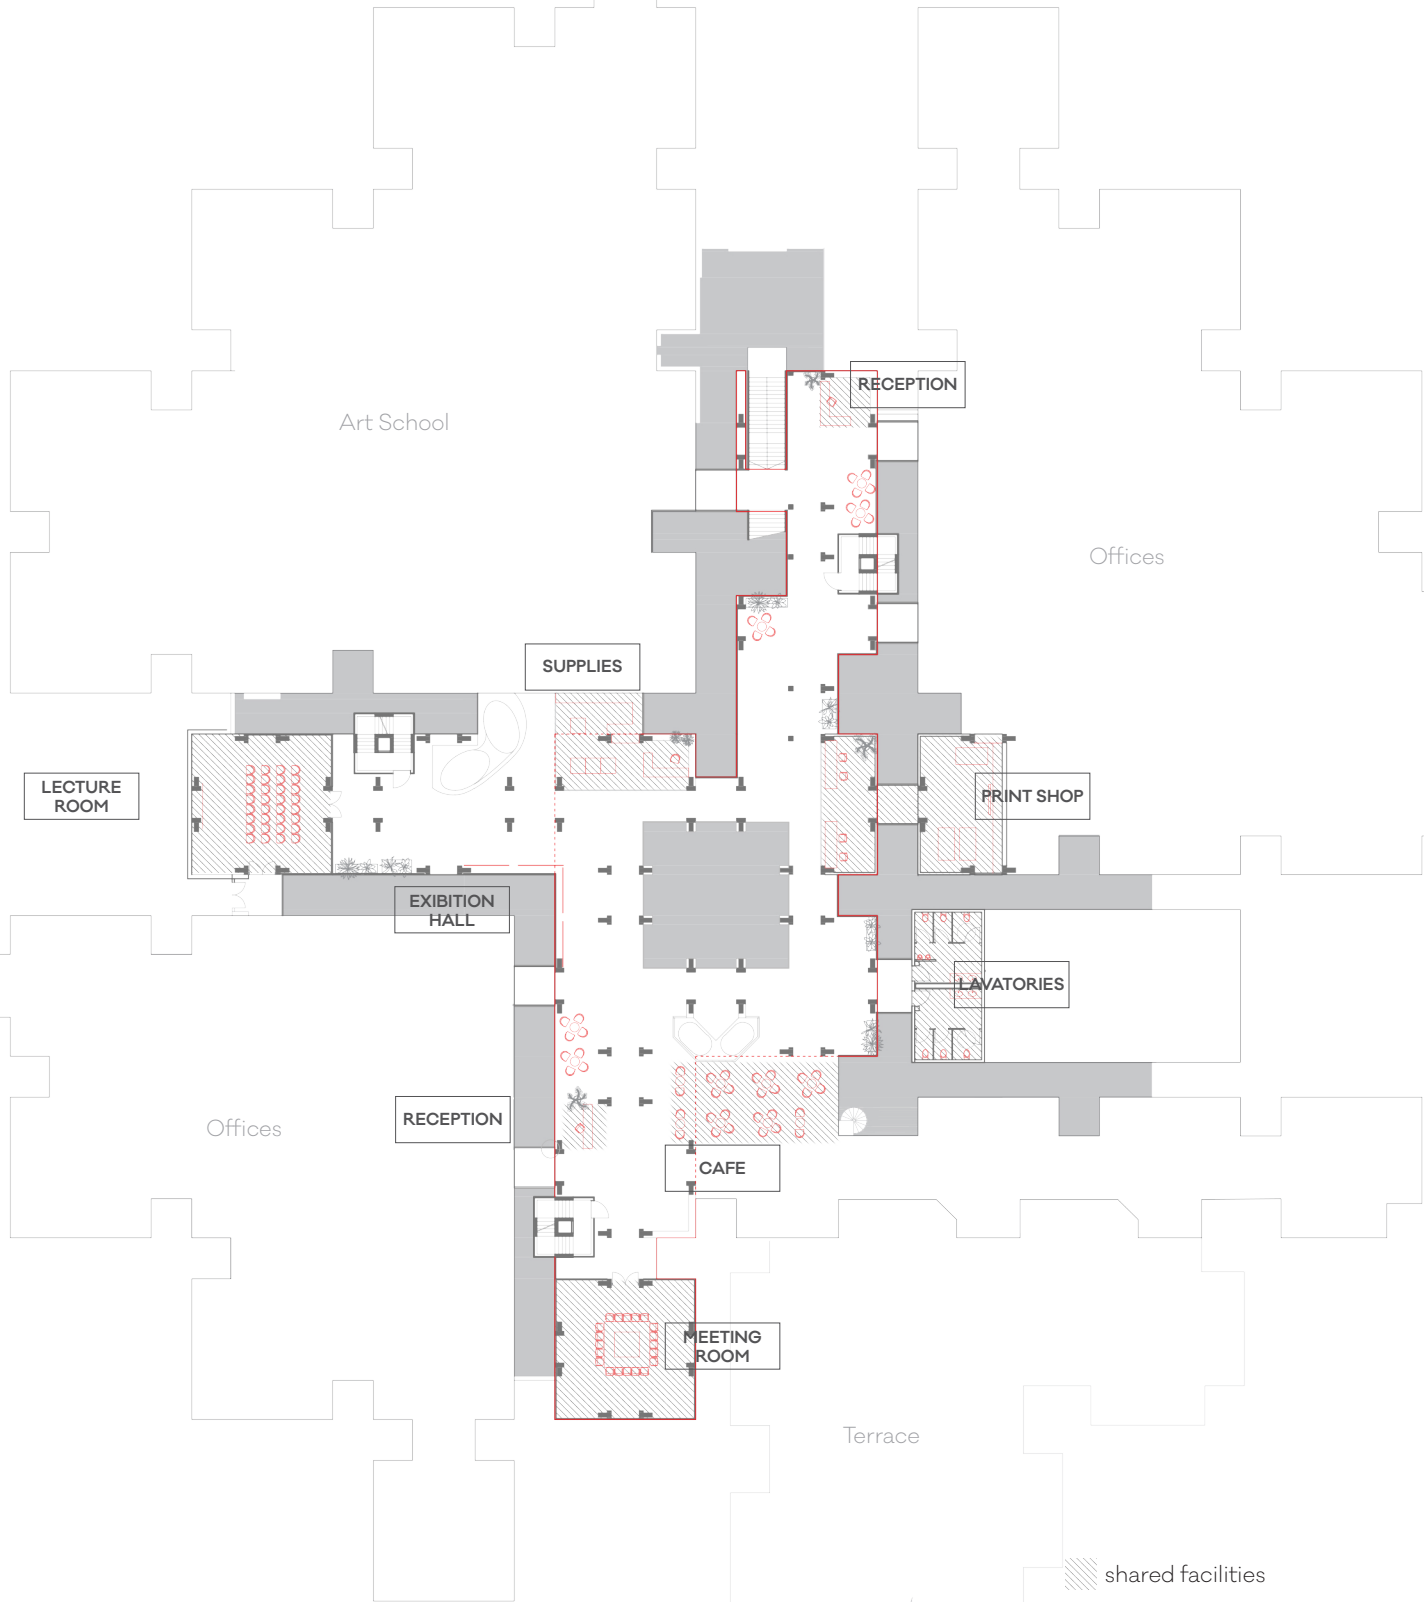 RECEPTION
Art School
Offices
SUPPLIES
LECTURE
ROOM
PRINT SHOP
EXIBITION
HALL
LAVATORIES
RECEPTION
Offices
CAFE
MEETING
ROOM
Terrace
shared facilities